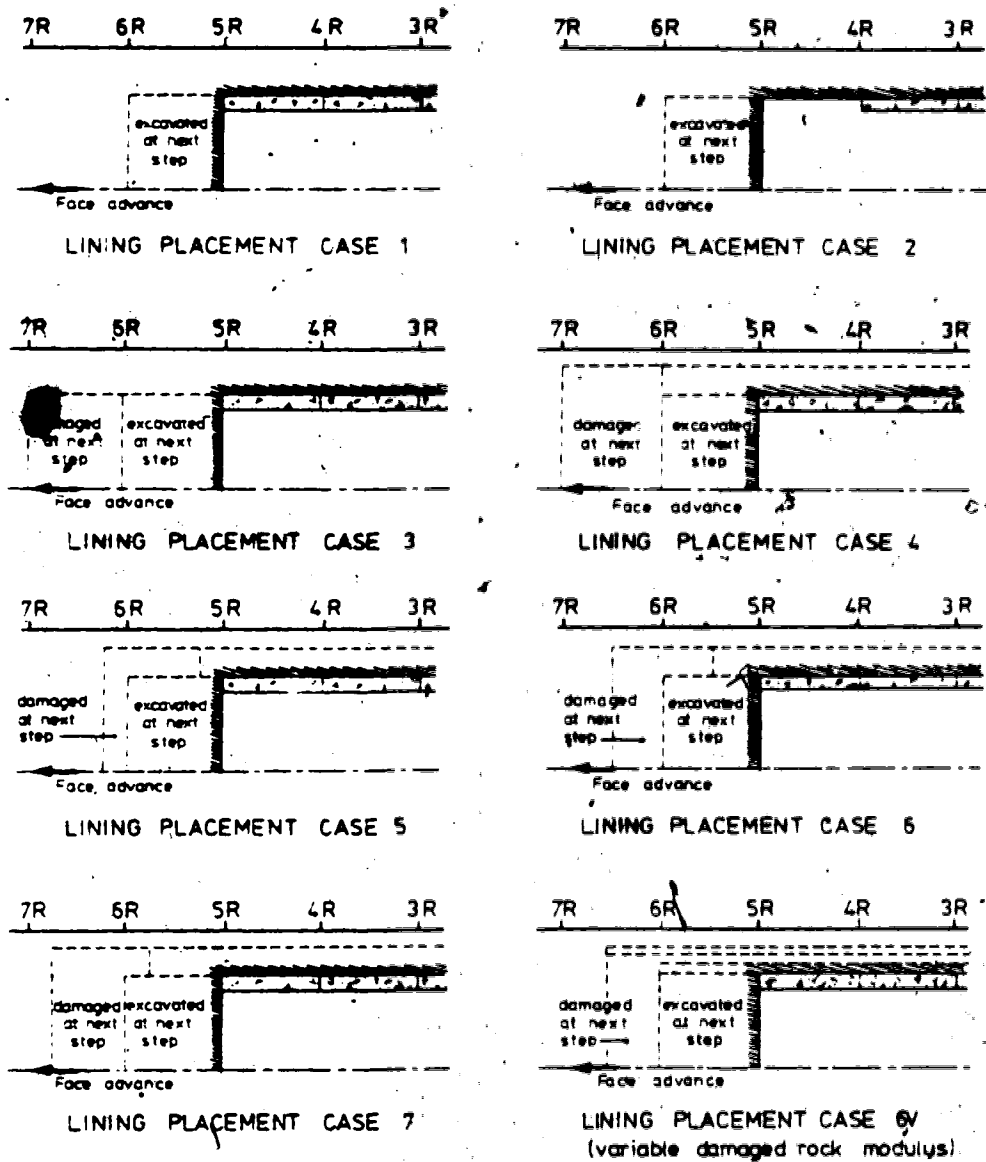 7R 6R 5R 4R 3R
excavated
at next
step
Face advance
LINING PLACEMENT CASE 1
7R 6R 5R 4R 3R
excavated
at next
step
Face advance
LINING PLACEMENT CASE 2
7R 6R 5R 4R 3R
at next
step
excavated
at next
step
Face advance
LINING PLACEMENT CASE 3
7R 6R 5R 4R 3R
damaged
at next
step
excavated
at next
step
Face advance
LINING PLACEMENT CASE 4
7R 6R 5R 4R 3R
damaged
at next
step
excavated
at next
step
Face advance
LINING PLACEMENT CASE 5
7R 6R 5R 4R 3R
damaged
at next
step
excavated
at next
step
Face advance
LINING PLACEMENT CASE 6
7R 6R 5R 4R 3R
damaged
at next
step
excavated
at next
step
Face advance
LINING PLACEMENT CASE 7
7R 6R 5R 4R 3R
damaged
at next
step
excavated
at next
step
Face advance
LINING PLACEMENT CASE 6V
(variable damaged rock modulys)